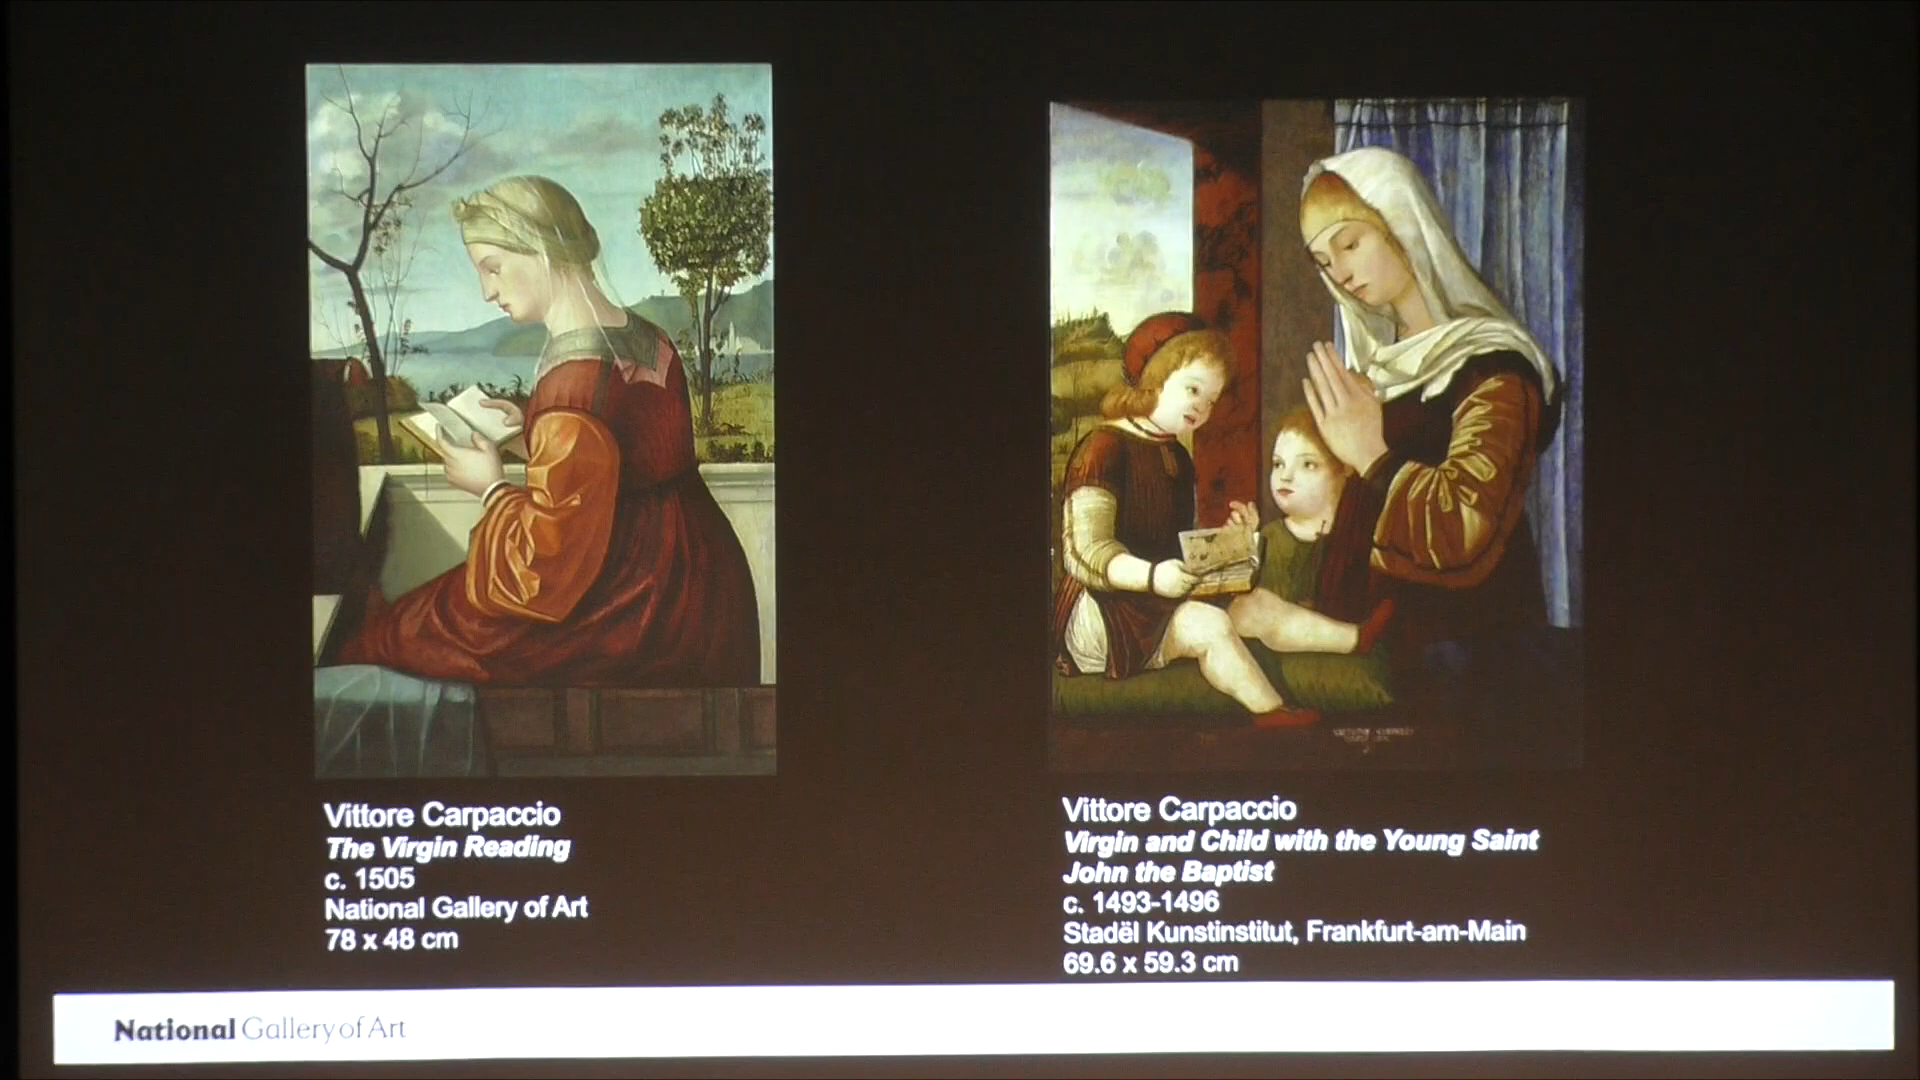 Vittore Carpaccio
The Virgin Reading
c. 1505
National Gallery of Art
78 x 48 cm
Vittore Carpaccio
Virgin and Child with the Young Saint
John the Baptist
c. 1493-1496
Stadël Kunstinstitut, Frankfurt-am-Main
69.6 x 59.3 cm
National Gallery of Art